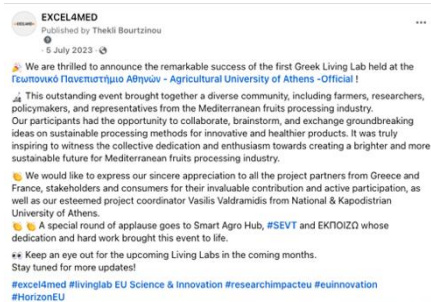 EXCEL4MED
Published by Thekli Bourtzinou
· 5 July 2023 ·
🎉 We are thrilled to announce the remarkable success of the first Greek Living Lab held at the
Γεωπονικό Πανεπιστήμιο Αθηνών - Agricultural University of Athens -Official !
🔬 This outstanding event brought together a diverse community, including farmers, researchers,
policymakers, and representatives from the Mediterranean fruits processing industry.
Our participants had the opportunity to collaborate, brainstorm, and exchange groundbreaking
ideas on sustainable processing methods for innovative and healthier products. It was truly
inspiring to witness the collective dedication and enthusiasm towards creating a brighter and more
sustainable future for Mediterranean fruits processing industry.
👏 We would like to express our sincere appreciation to all the project partners from Greece and
France, stakeholders and consumers for their invaluable contribution and active participation, as
well as our esteemed project coordinator Vasilis Valdramidis from National & Kapodistrian
University of Athens.
👏 👏 A special round of applause goes to Smart Agro Hub, #SEVT and ΕΚΠΟΙΖΩ whose
dedication and hard work brought this event to life.
👀 Keep an eye out for the upcoming Living Labs in the coming months.
Stay tuned for more updates!
#excel4med #livinglab EU Science & Innovation #researchimpacteu #euinnovation
#HorizonEU